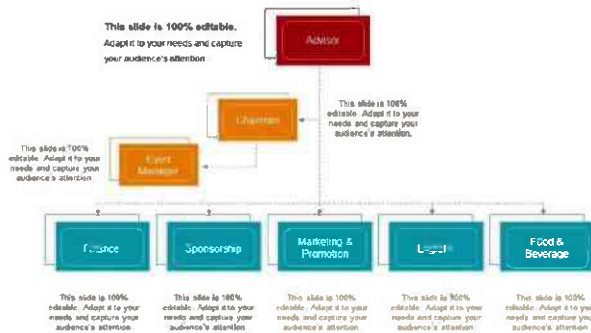 This slide is 100% editable.
Adapt it to your needs and capture
your audience's attention
Advisor
Chairman
This slide is 100%
editable. Adapt it to your
needs and capture your
audience's attention.
Event
Manager
This slide is 100%
editable. Adapt it to your
needs and capture your
audience's attention
Finance
Sponsorship
Marketing &
Promotion
Food &
Beverage
This slide is 100%
editable. Adapt it to your
needs and capture your
audience's attention
This slide is 100%
editable. Adapt it to your
needs and capture your
audience's attention
This slide is 100%
editable. Adapt it to your
needs and capture your
audience's attention
This slide is 100%
editable. Adapt it to your
needs and capture your
audience's attention
This slide is 100%
editable. Adapt it to your
needs and capture your
audience's attention